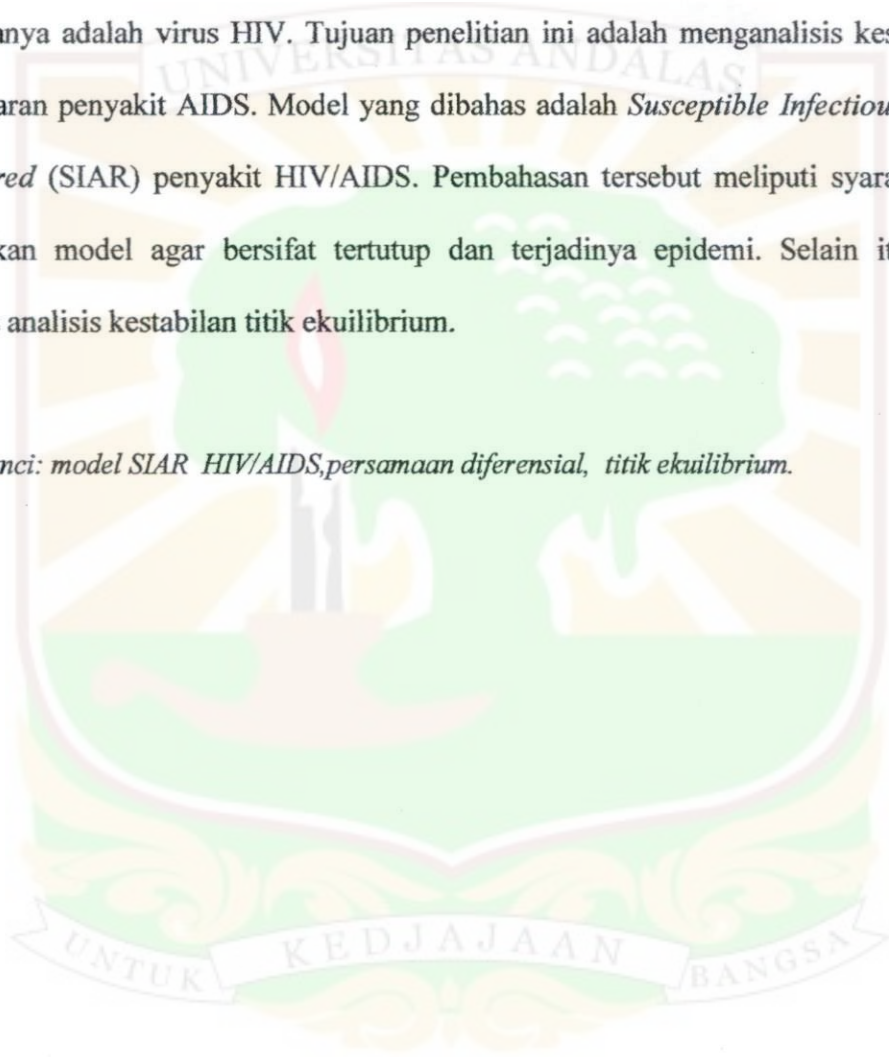 nya adalah virus HIV. Tujuan penelitian ini adalah menganalisis kes
UNIVERSITAS ANDALAS
aran penyakit AIDS. Model yang dibahas adalah Susceptible Infectiou
red (SIAR) penyakit HIV/AIDS. Pembahasan tersebut meliputi syara
kan model agar bersifat tertutup dan terjadinya epidemi. Selain it
analisis kestabilan titik ekuilibrium.
nci: model SIAR HIV/AIDS,persamaan diferensial, titik ekuilibrium.
UNTUK KEDJAJAAN BANGSA